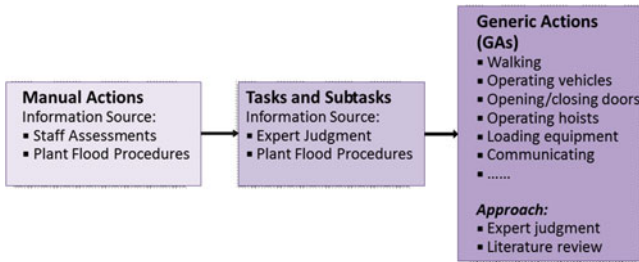 Manual Actions
Information Source:
▪ Staff Assessments
▪ Plant Flood Procedures
Tasks and Subtasks
Information Source:
▪ Expert Judgment
▪ Plant Flood Procedures
Generic Actions
(GAs)
▪ Walking
▪ Operating vehicles
▪ Opening/closing doors
▪ Operating hoists
▪ Loading equipment
▪ Communicating
▪ ......
Approach:
▪ Expert judgment
▪ Literature review